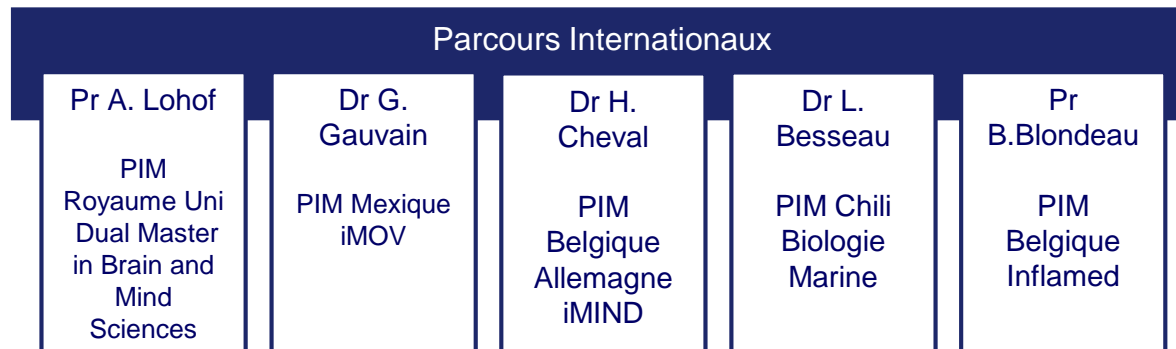 Parcours Internationaux
Pr A. Lohof
PIM
Royaume Uni
Dual Master
in Brain and
Mind
Sciences
Dr G.
Gauvain
PIM Mexique
iMOV
Dr H.
Cheval
PIM
Belgique
Allemagne
iMIND
Dr L.
Besseau
PIM Chili
Biologie
Marine
Pr
B.Blondeau
PIM
Belgique
Inflamed